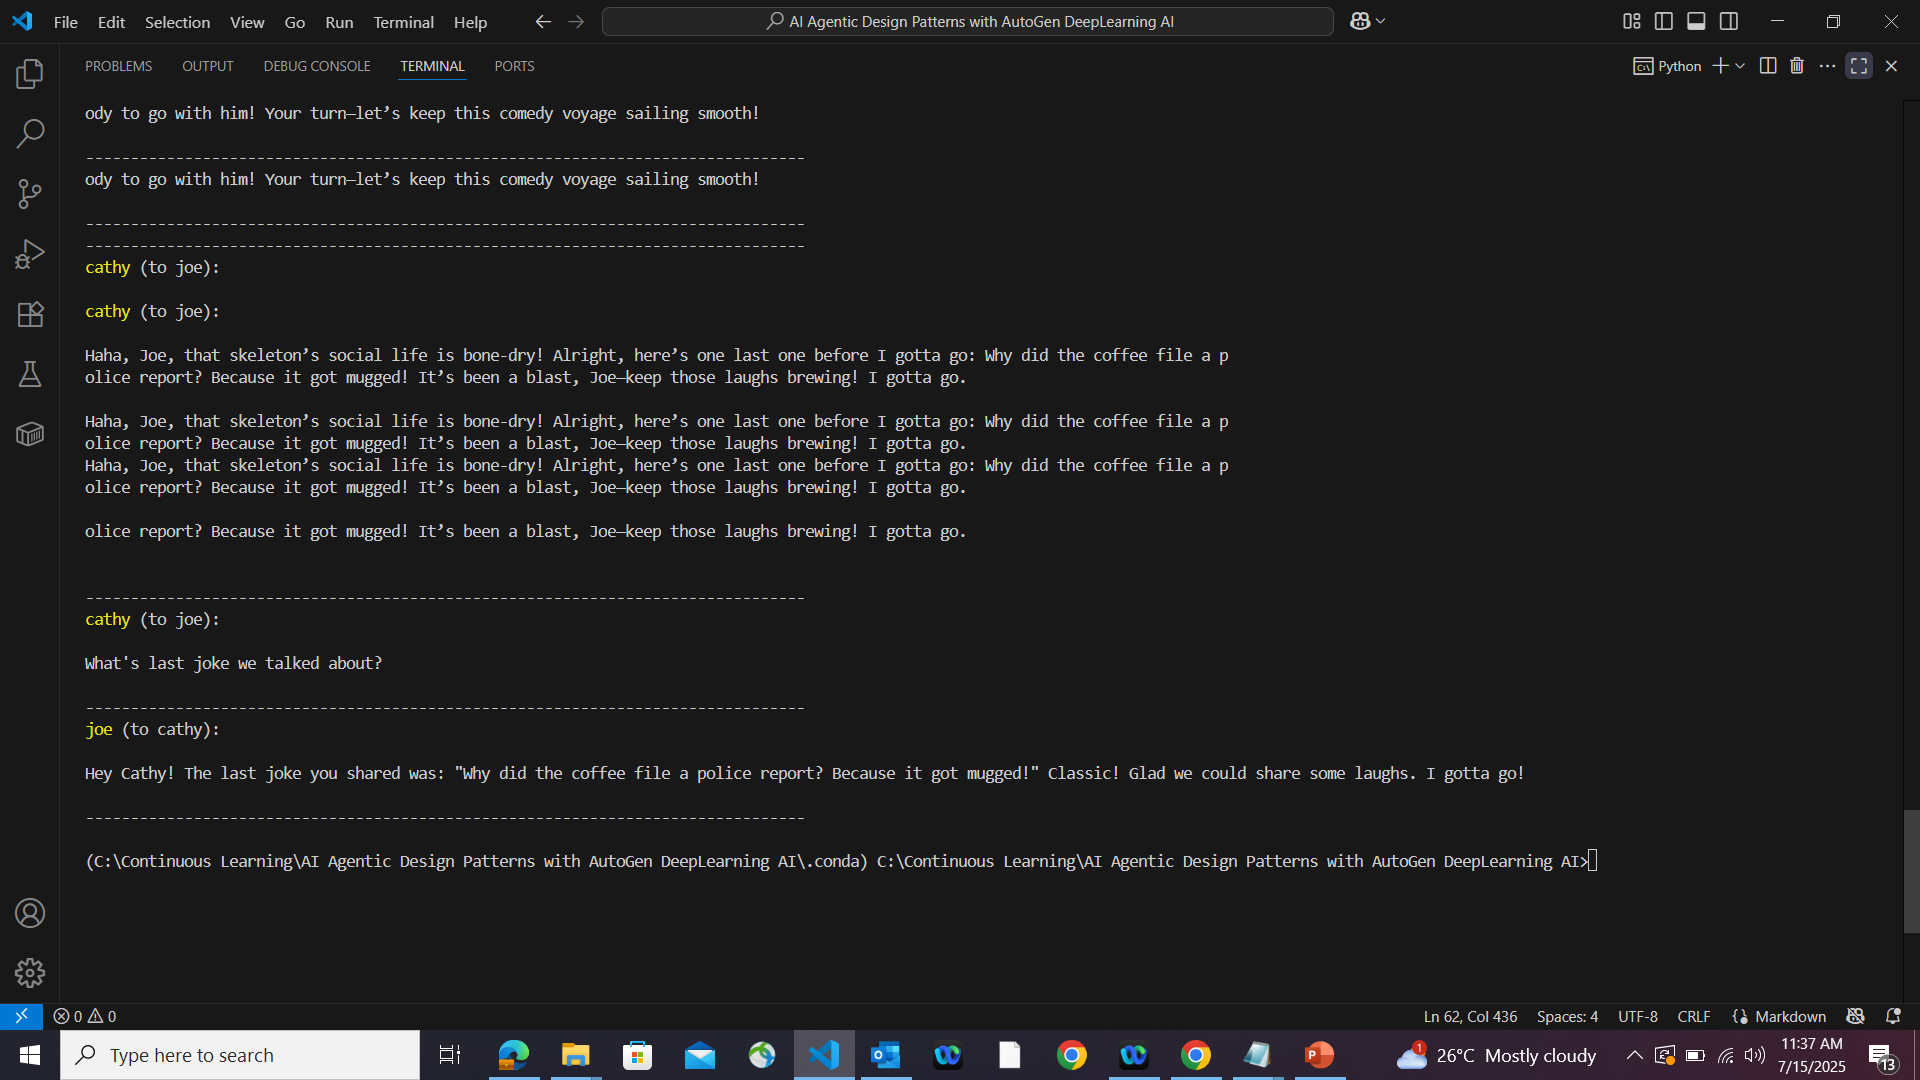 File Edit Selection View Go Run Terminal Help
AI Agentic Design Patterns with AutoGen DeepLearning AI
PROBLEMS OUTPUT DEBUG CONSOLE TERMINAL PORTS
Python
ody to go with him! Your turn—let’s keep this comedy voyage sailing smooth!
--------------------------------------------------------------------------------
ody to go with him! Your turn—let’s keep this comedy voyage sailing smooth!
--------------------------------------------------------------------------------
--------------------------------------------------------------------------------
cathy (to joe):
cathy (to joe):
Haha, Joe, that skeleton’s social life is bone-dry! Alright, here’s one last one before I gotta go: Why did the coffee file a p
olice report? Because it got mugged! It’s been a blast, Joe—keep those laughs brewing! I gotta go.
Haha, Joe, that skeleton’s social life is bone-dry! Alright, here’s one last one before I gotta go: Why did the coffee file a p
olice report? Because it got mugged! It’s been a blast, Joe—keep those laughs brewing! I gotta go.
Haha, Joe, that skeleton’s social life is bone-dry! Alright, here’s one last one before I gotta go: Why did the coffee file a p
olice report? Because it got mugged! It’s been a blast, Joe—keep those laughs brewing! I gotta go.
olice report? Because it got mugged! It’s been a blast, Joe—keep those laughs brewing! I gotta go.
--------------------------------------------------------------------------------
cathy (to joe):
What's last joke we talked about?
--------------------------------------------------------------------------------
joe (to cathy):
Hey Cathy! The last joke you shared was: "Why did the coffee file a police report? Because it got mugged!" Classic! Glad we could share some laughs. I gotta go!
--------------------------------------------------------------------------------
(C:\Continuous Learning\AI Agentic Design Patterns with AutoGen DeepLearning AI\.conda) C:\Continuous Learning\AI Agentic Design Patterns with AutoGen DeepLearning AI>
0 0
Ln 62, Col 436 Spaces: 4 UTF-8 CRLF Markdown
Type here to search
1
26°C Mostly cloudy
11:37 AM
7/15/2025
13